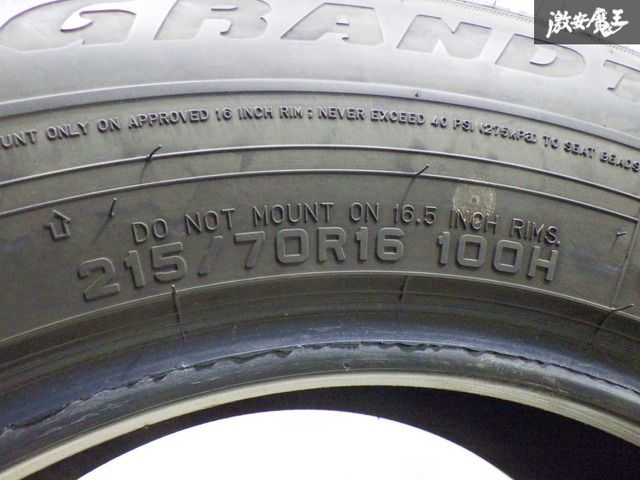 激安魔王
GRANDT
UNT ONLY ON APPROVED 16 INCH RIM : NEVER EXCEED 40 PSI (275KPa) TO SEAT BEADS
DO NOT MOUNT ON 16.5 INCH RIMS.
215/70R16 100H